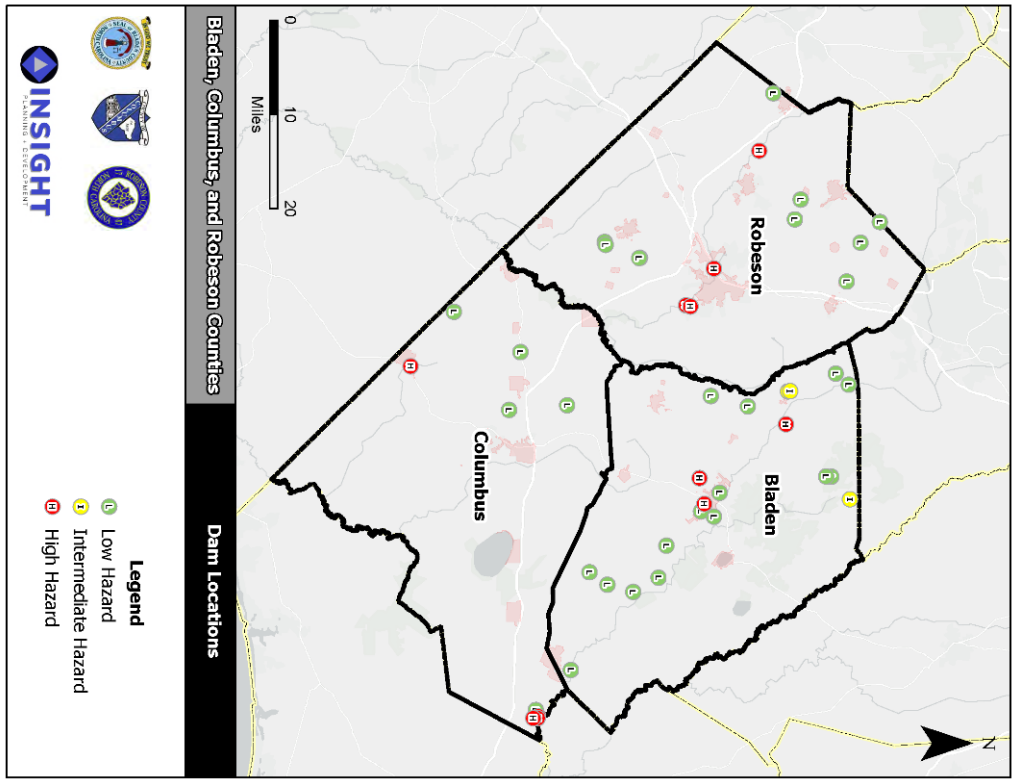 N
Robeson
Bladen
Columbus
L
H
L
L
L
L
L
L
L
H
H
H
L
L
L
H
L
L
I
H
L
L
L
I
H
L
H
L
L
L
L
L
L
L
L
H
0
10
20
Miles
Bladen, Columbus, and Robeson Counties
Dam Locations
INSIGHT
PLANNING + DEVELOPMENT
Legend
L Low Hazard
I Intermediate Hazard
H High Hazard